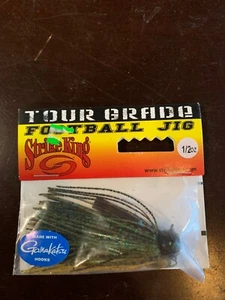 TOUR GRADE
FOOTBALL JIG
Strike King
1/2oz
MADE WITH
Gamakatsu
HOOKS